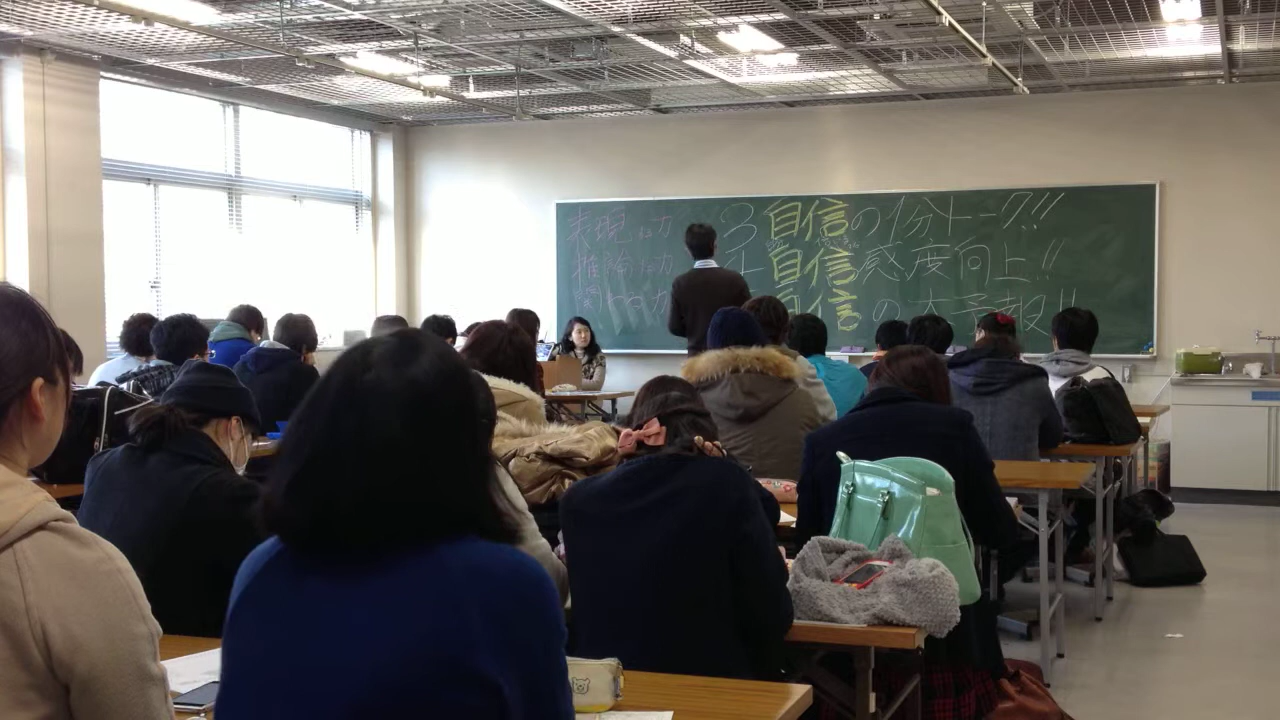 表現力 3自信の1分トーク!!
推論力 + 自信感度向上!!
力 自信の大予報!!